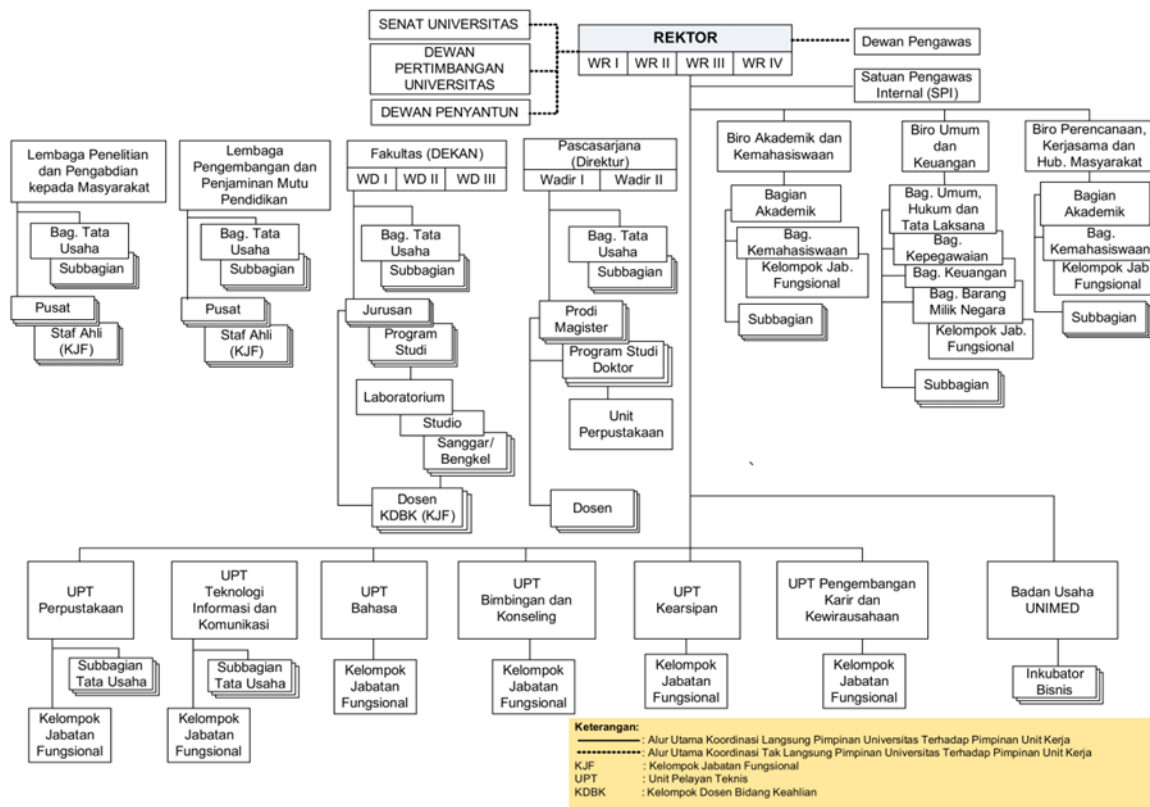 SENAT UNIVERSITAS
DEWAN
PERTIMBANGAN
UNIVERSITAS
DEWAN PENYANTUN
REKTOR
WR I WR II WR III WR IV
Dewan Pengawas
Satuan Pengawas
Internal (SPI)
Lembaga Penelitian
dan Pengabdian
kepada Masyarakat
Bag. Tata
Usaha
Subbagian
Pusat
Staf Ahli
(KJF)
Lembaga
Pengembangan dan
Penjaminan Mutu
Pendidikan
Bag. Tata
Usaha
Subbagian
Pusat
Staf Ahli
(KJF)
Fakultas (DEKAN)
WD I WD II WD III
Bag. Tata
Usaha
Subbagian
Jurusan
Program
Studi
Laboratorium
Studio
Sanggar/
Bengkel
Dosen
KDBK (KJF)
Pascasarjana
(Direktur)
Wadir I Wadir II
Bag. Tata
Usaha
Subbagian
Prodi
Magister
Program Studi
Doktor
Unit
Perpustakaan
Dosen
Biro Akademik dan
Kemahasiswaan
Bagian
Akademik
Bag.
Kemahasiswaan
Kelompok Jab.
Fungsional
Subbagian
Biro Umum
dan
Keuangan
Bag. Umum,
Hukum dan
Tata Laksana
Bag.
Kepegawaian
Bag. Keuangan
Bag. Barang
Milik Negara
Kelompok Jab.
Fungsional
Subbagian
Biro Perencanaan,
Kerjasama dan
Hub. Masyarakat
Bagian
Akademik
Bag.
Kemahasiswaan
Kelompok Jab.
Fungsional
Subbagian
UPT
Perpustakaan
Subbagian
Tata Usaha
Kelompok
Jabatan
Fungsional
UPT
Teknologi
Informasi dan
Komunikasi
Subbagian
Tata Usaha
Kelompok
Jabatan
Fungsional
UPT
Bahasa
Kelompok
Jabatan
Fungsional
UPT
Bimbingan dan
Konseling
Kelompok
Jabatan
Fungsional
UPT
Kearsipan
Kelompok
Jabatan
Fungsional
UPT Pengembangan
Karir dan
Kewirausahaan
Kelompok
Jabatan
Fungsional
Badan Usaha
UNIMED
Inkubator
Bisnis
Keterangan:
: Alur Utama Koordinasi Langsung Pimpinan Universitas Terhadap Pimpinan Unit Kerja
: Alur Utama Koordinasi Tak Langsung Pimpinan Universitas Terhadap Pimpinan Unit Kerja
KJF : Kelompok Jabatan Fungsional
UPT : Unit Pelayan Teknis
KDBK : Kelompok Dosen Bidang Keahlian